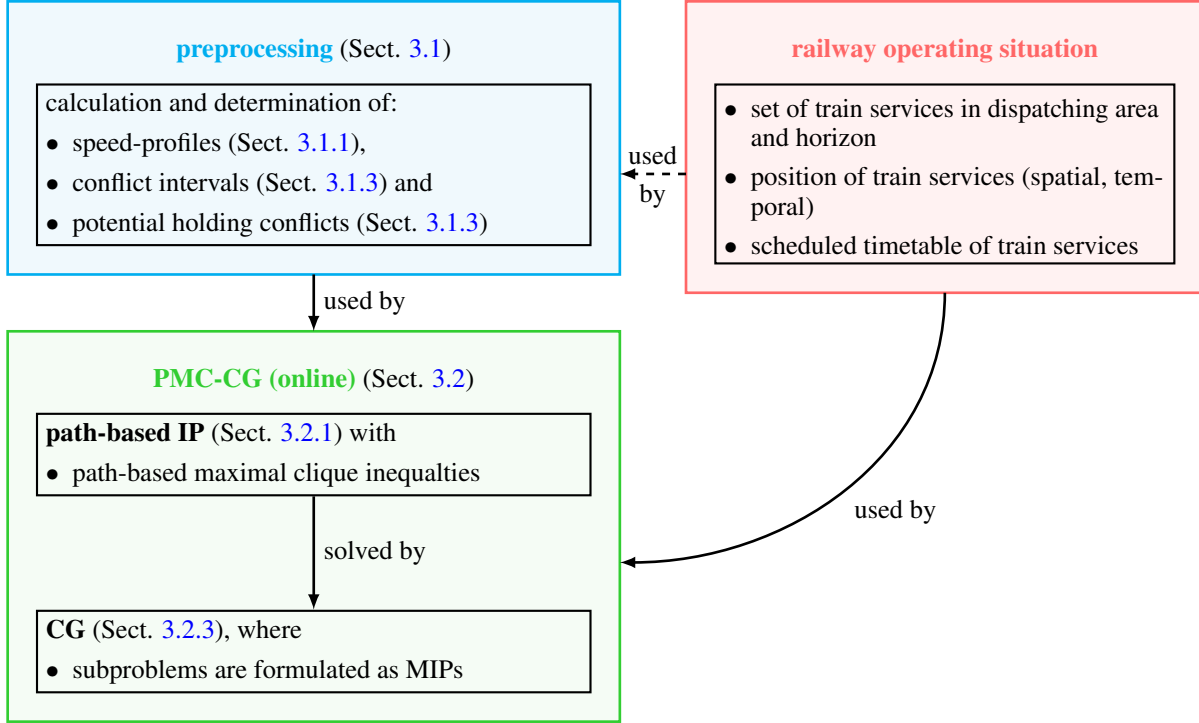 preprocessing (Sect. 3.1)
calculation and determination of:
• speed-profiles (Sect. 3.1.1),
• conflict intervals (Sect. 3.1.3) and
• potential holding conflicts (Sect. 3.1.3)
used
by
railway operating situation
• set of train services in dispatching area
and horizon
• position of train services (spatial, tem-
poral)
• scheduled timetable of train services
used by
PMC-CG (online) (Sect. 3.2)
path-based IP (Sect. 3.2.1) with
• path-based maximal clique inequalties
solved by
CG (Sect. 3.2.3), where
• subproblems are formulated as MIPs
used by